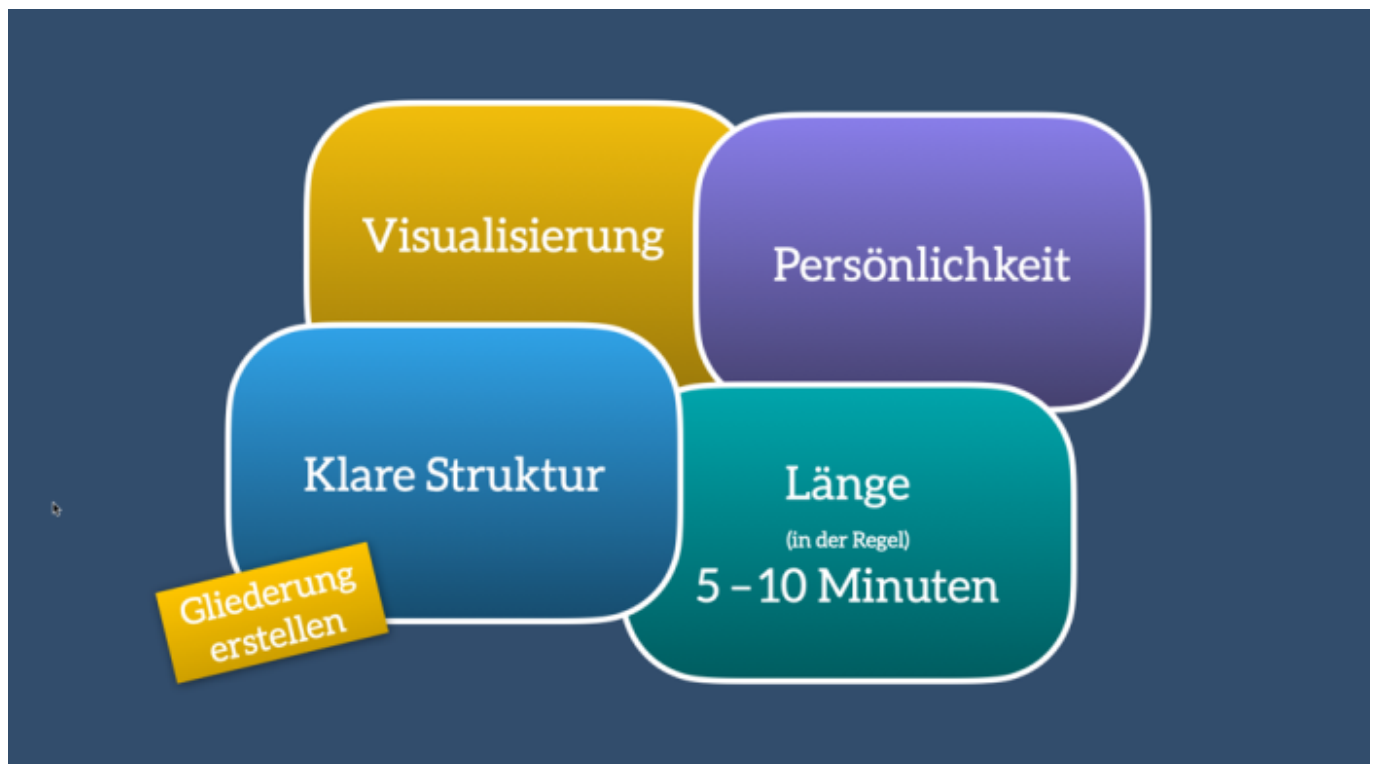 Visualisierung
Persönlichkeit
Klare Struktur
Länge
(in der Regel)
5 – 10 Minuten
Gliederung
erstellen